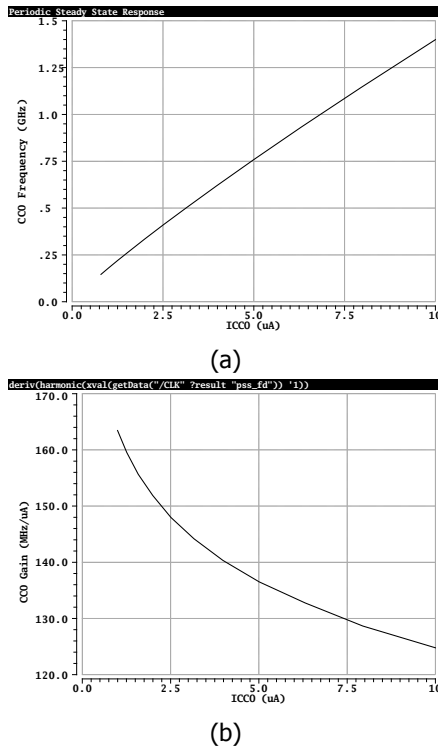 Periodic Steady State Response
CCO Frequency (GHz)
1.5
1.25
1.0
.75
.5
.25
0.0
0.0 2.5 5.0 7.5 10
ICCO (uA)
(a)
deriv(harmonic(xval(getData("/CLK" ?result "pss_fd")) '1))
CCO Gain (MHz/uA)
170.0
160.0
150.0
140.0
130.0
120.0
0.0 2.5 5.0 7.5 10
ICCO (uA)
(b)